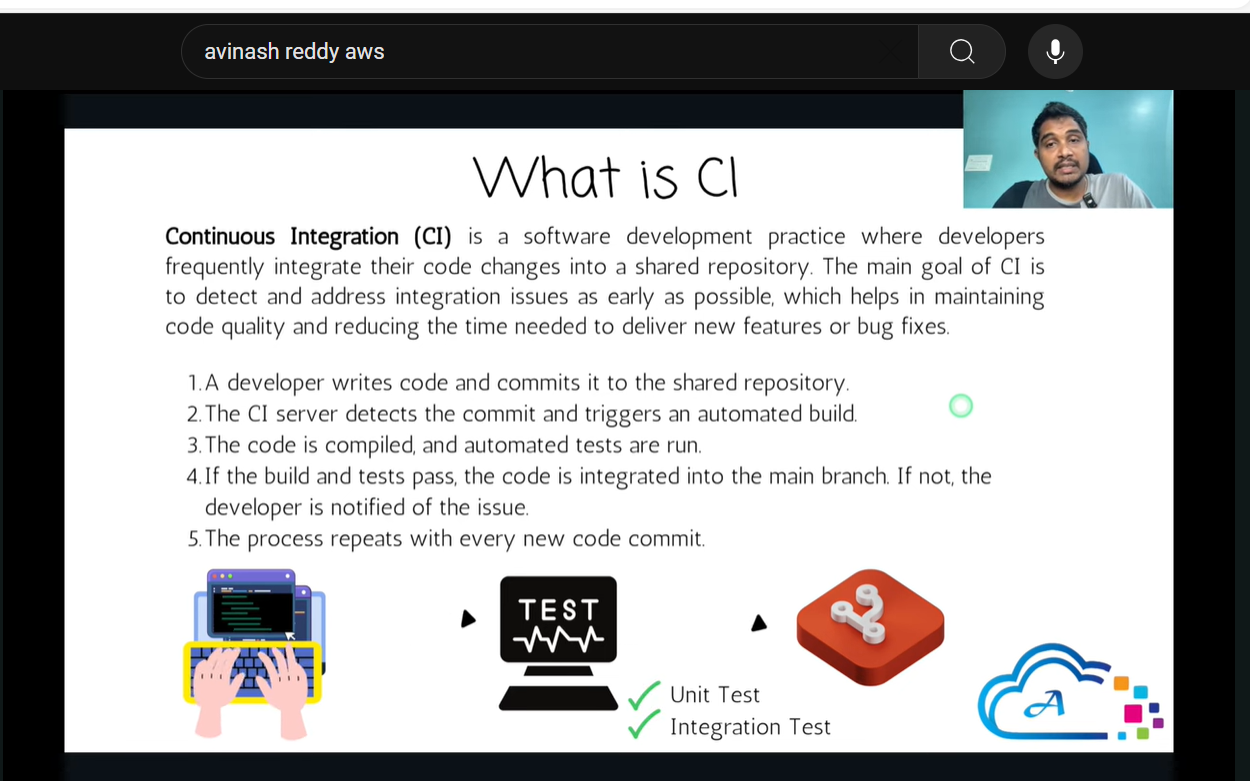 avinash reddy aws
What is CI
Continuous Integration (CI) is a software development practice where developers
frequently integrate their code changes into a shared repository. The main goal of CI is
to detect and address integration issues as early as possible, which helps in maintaining
code quality and reducing the time needed to deliver new features or bug fixes.
1. A developer writes code and commits it to the shared repository.
2. The CI server detects the commit and triggers an automated build.
3. The code is compiled, and automated tests are run.
4. If the build and tests pass, the code is integrated into the main branch. If not, the
developer is notified of the issue.
5. The process repeats with every new code commit.
TEST
Unit Test
Integration Test
A